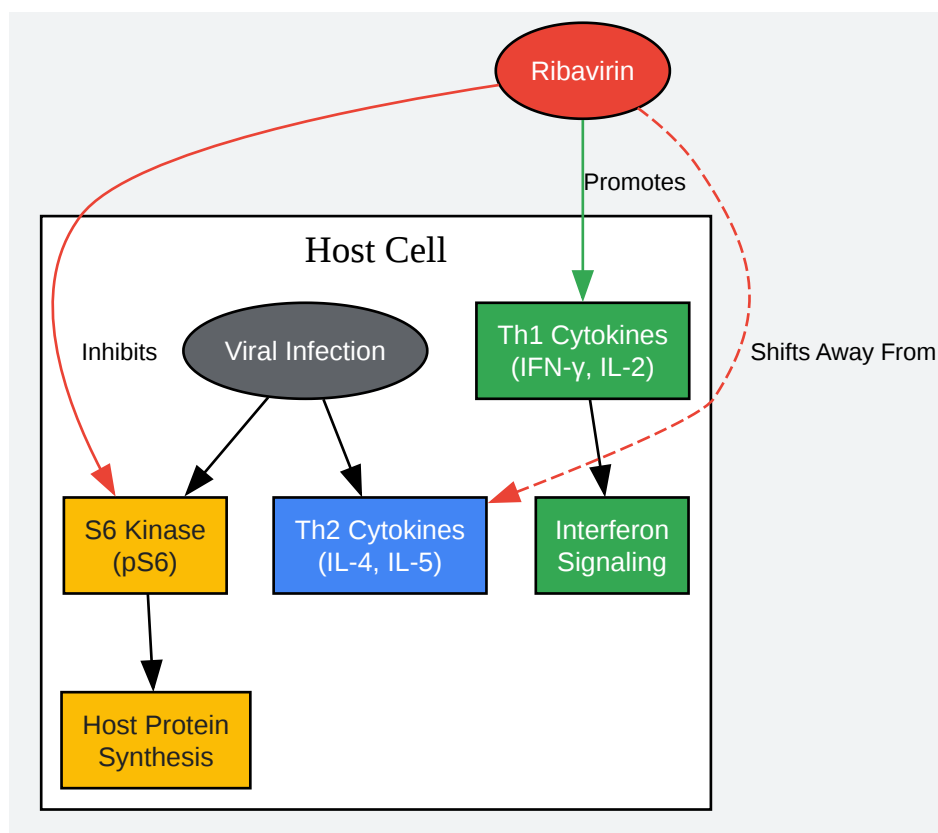 Ribavirin
Promotes
Host Cell
Inhibits
Viral Infection
Th1 Cytokines
(IFN-γ, IL-2)
Shifts Away From
S6 Kinase
(pS6)
Th2 Cytokines
(IL-4, IL-5)
Interferon
Signaling
Host Protein
Synthesis